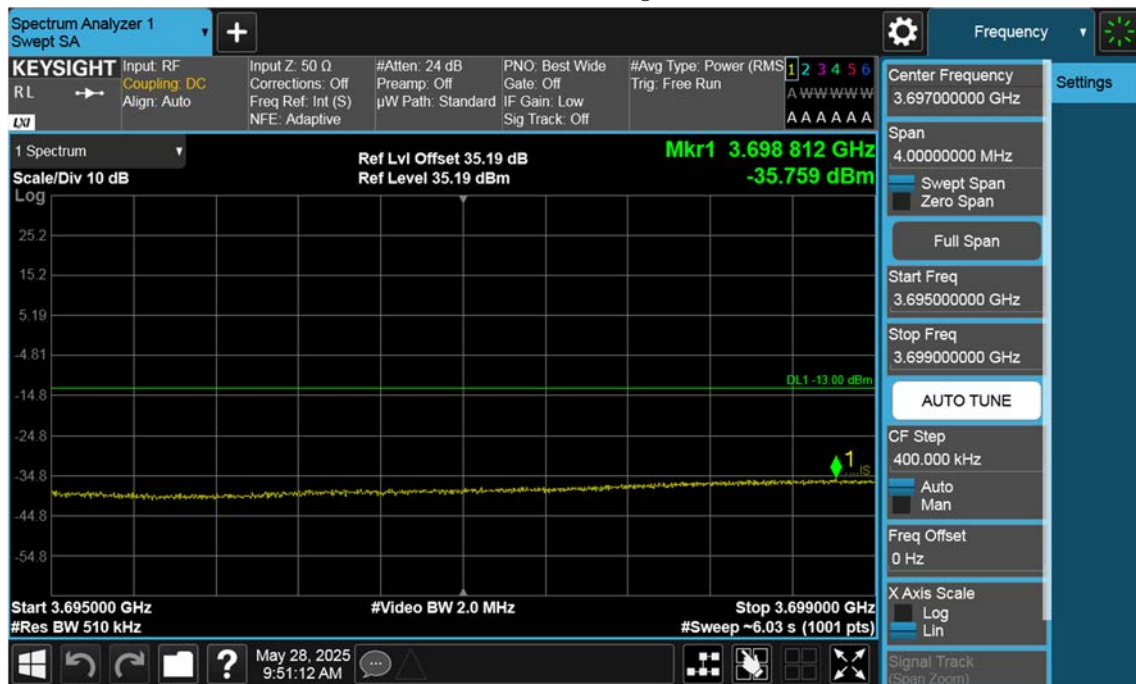 Spectrum Analyzer 1
Swept SA
+
Frequency
KEYSIGHT
RL
LXI
Input: RF
Coupling: DC
Align: Auto
Input Z: 50 Ω
Corrections: Off
Freq Ref: Int (S)
NFE: Adaptive
#Atten: 24 dB
Preamp: Off
µW Path: Standard
PNO: Best Wide
Gate: Off
IF Gain: Low
Sig Track: Off
#Avg Type: Power (RMS
Trig: Free Run
1 2 3 4 5 6
A W W W W W
A A A A A A
1 Spectrum
Scale/Div 10 dB
Log
Ref Lvl Offset 35.19 dB
Ref Level 35.19 dBm
Mkr1 3.698 812 GHz
-35.759 dBm
25.2
15.2
5.19
-4.81
-14.8
-24.8
-34.8
-44.8
-54.8
DL1 -13.00 dBm
1
Start 3.695000 GHz
#Res BW 510 kHz
#Video BW 2.0 MHz
Stop 3.699000 GHz
#Sweep ~6.03 s (1001 pts)
?
May 28, 2025
9:51:12 AM
Center Frequency
3.697000000 GHz
Span
4.00000000 MHz
Swept Span
Zero Span
Full Span
Start Freq
3.695000000 GHz
Stop Freq
3.699000000 GHz
AUTO TUNE
CF Step
400.000 kHz
Auto
Man
Freq Offset
0 Hz
X Axis Scale
Log
Lin
Signal Track
(Span Zoom)
Settings